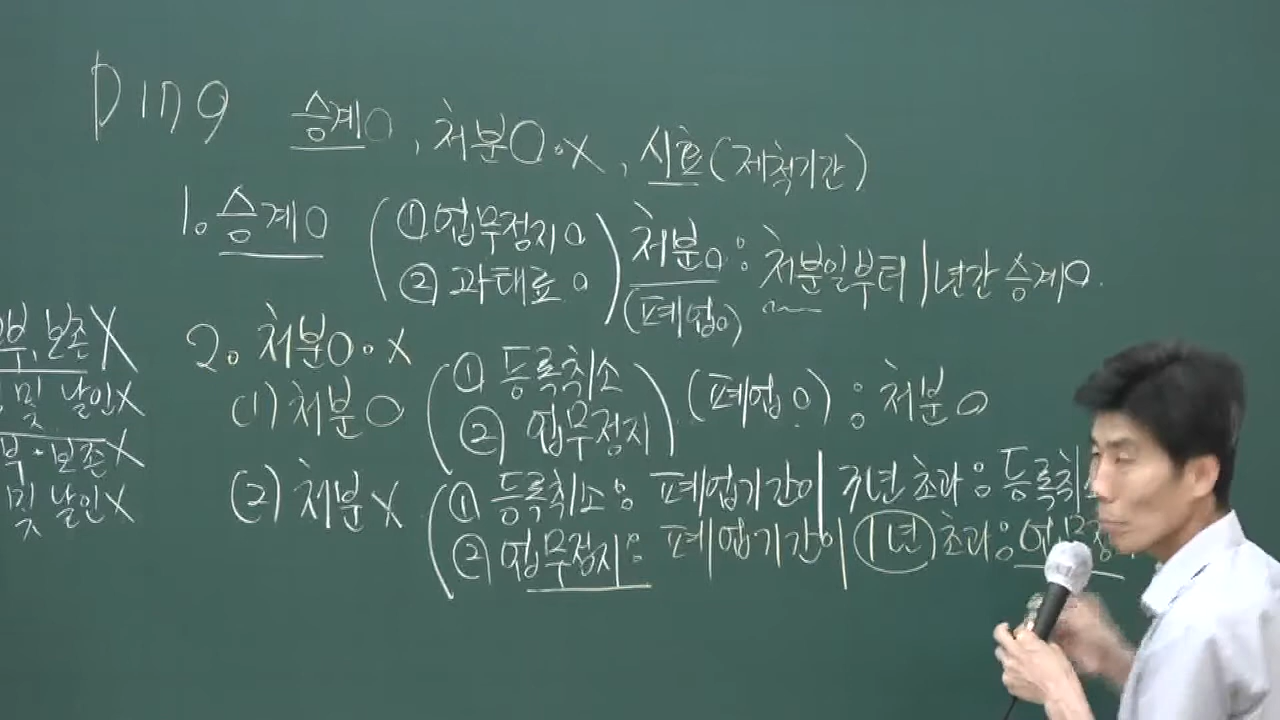 승계O, 처분O·X, 시효(제척기간)
1. 승계O (① 업무정지O 처분O : 처분일부터 1년간 승계O.
② 과태료O) (폐업O)
부, 보존X
2. 처분O·X
및 날인X
(1) 처분O (① 등록취소
② 업무정지) (폐업O) : 처분O
·보존X
및 날인X
(2) 처분X (① 등록취소 : 폐업기간이 3년 초과 : 등록취
② 업무정지 : 폐업기간이 1년 초과 : 업무정